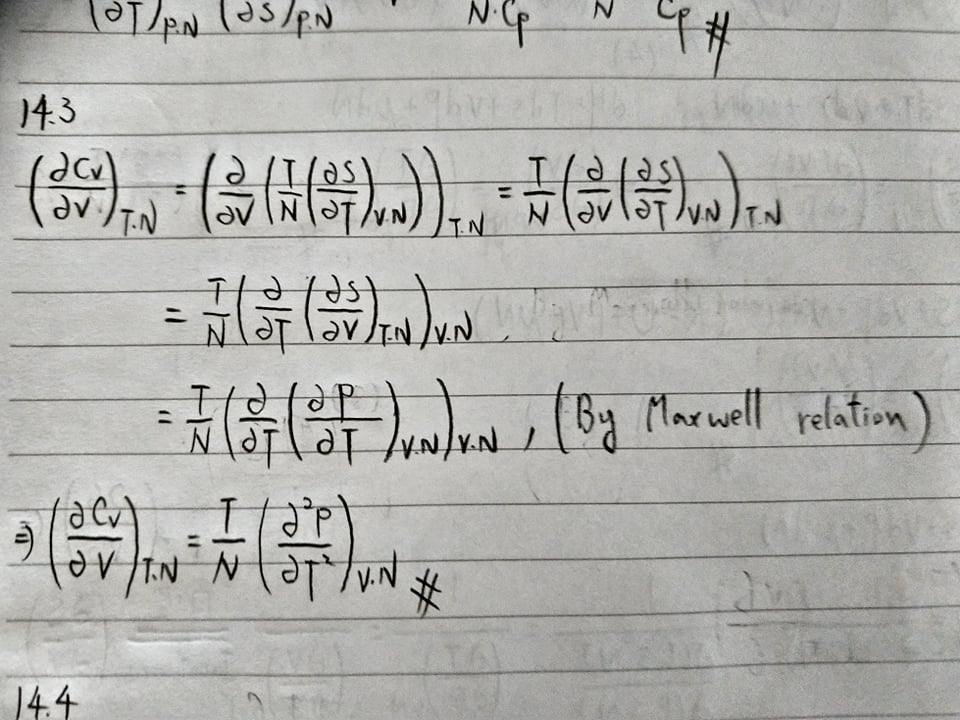 (∂T)P.N (∂S)P.N N·Cp N Cp #
14.3
(∂Cv/∂V)T.N = (∂/∂V (T/N (∂S/∂T)V.N))T.N = T/N (∂/∂V (∂S/∂T)V.N)T.N
= T/N (∂/∂T (∂S/∂V)T.N)V.N
= T/N (∂/∂T (∂P/∂T)V.N)V.N , (By Maxwell relation)
⇒ (∂Cv/∂V)T.N = T/N (∂²P/∂T²)V.N #
14.4